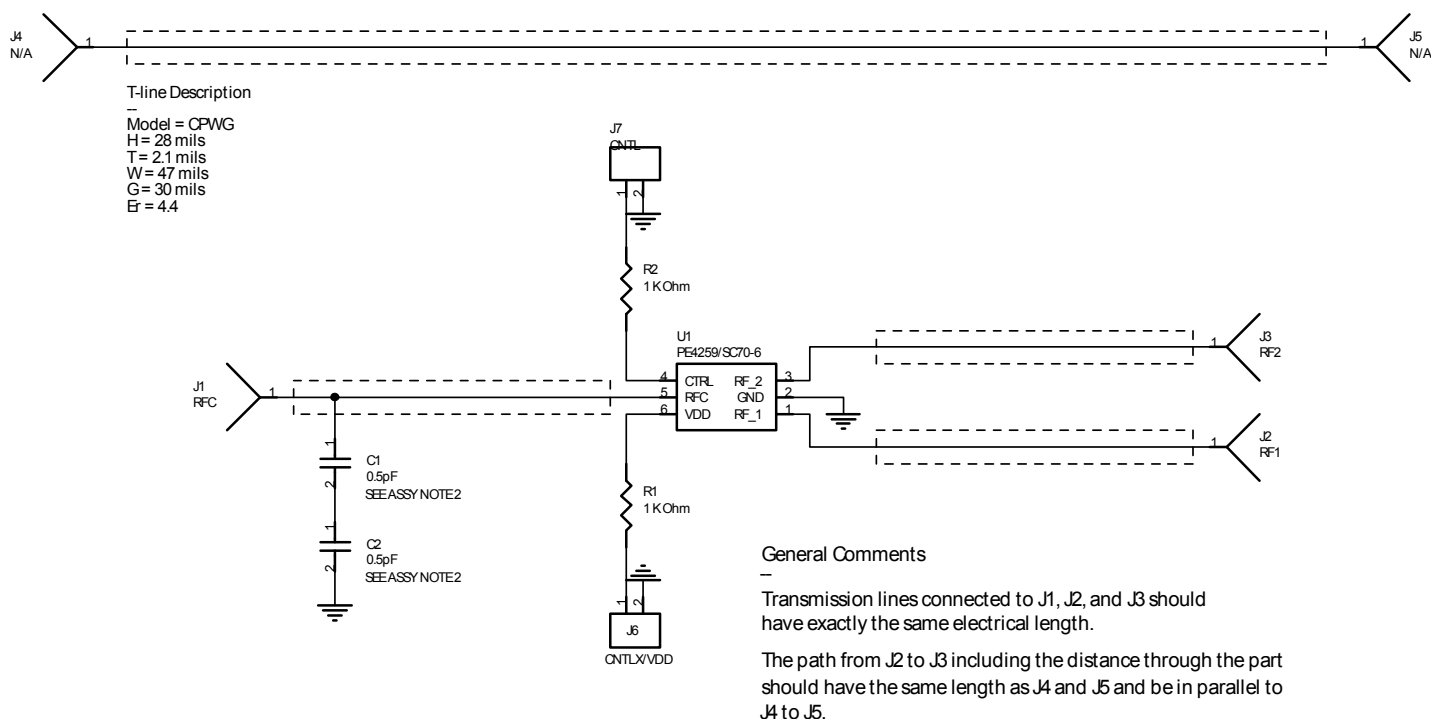 J4
N/A
1
1
J5
N/A
T-line Description
--
Model = CPWG
H = 28 mils
T = 2.1 mils
W = 47 mils
G = 30 mils
Er = 4.4
J7
CNTL
1
2
R2
1 K Ohm
U1
PE4259/SC70-6
4
CTRL
RF_2
3
5
RFC
GND
2
6
VDD
RF_1
1
J1
RFC
1
1
J3
RF2
1
J2
RF1
1
C1
0.5pF
2
SEE ASSY NOTE 2
1
C2
0.5pF
2
SEE ASSY NOTE 2
R1
1 K Ohm
1
2
J6
CNTLX/VDD
General Comments
--
Transmission lines connected to J1, J2, and J3 should
have exactly the same electrical length.
The path from J2 to J3 including the distance through the part
should have the same length as J4 and J5 and be in parallel to
J4 to J5.